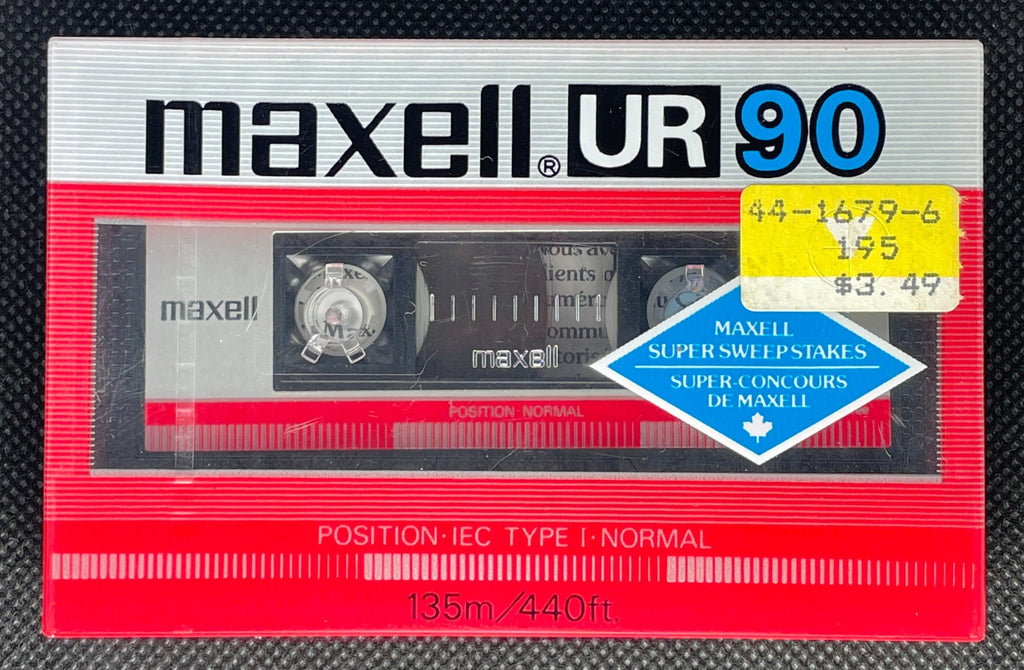 maxell® UR 90
44-1679-6
195
$3.49
maxell
maxell
MAXELL
SUPER SWEEPSTAKES
SUPER-CONCOURS
DE MAXELL
POSITION·NORMAL
POSITION·IEC TYPE I·NORMAL
135m/440ft.